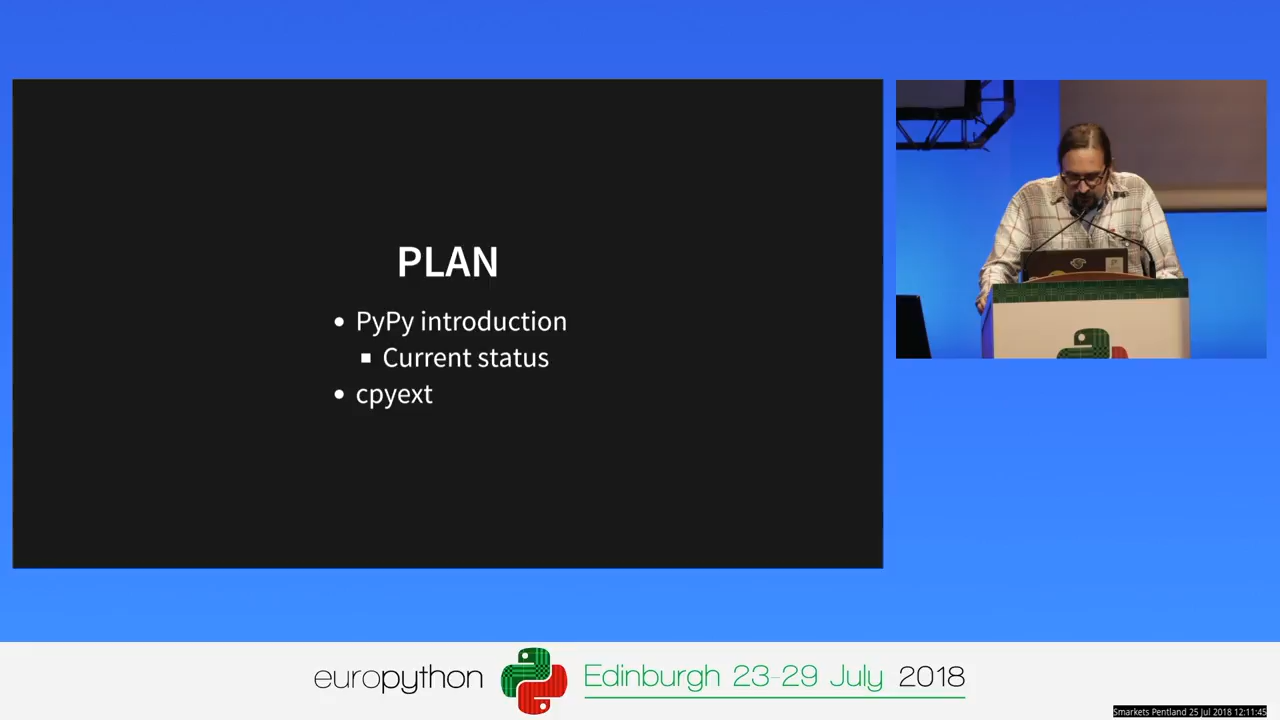 PLAN
PyPy introduction
Current status
cpyext
europython
Edinburgh 23-29 July 2018
Smarkets Pentland 25 Jul 2018 12:11:45